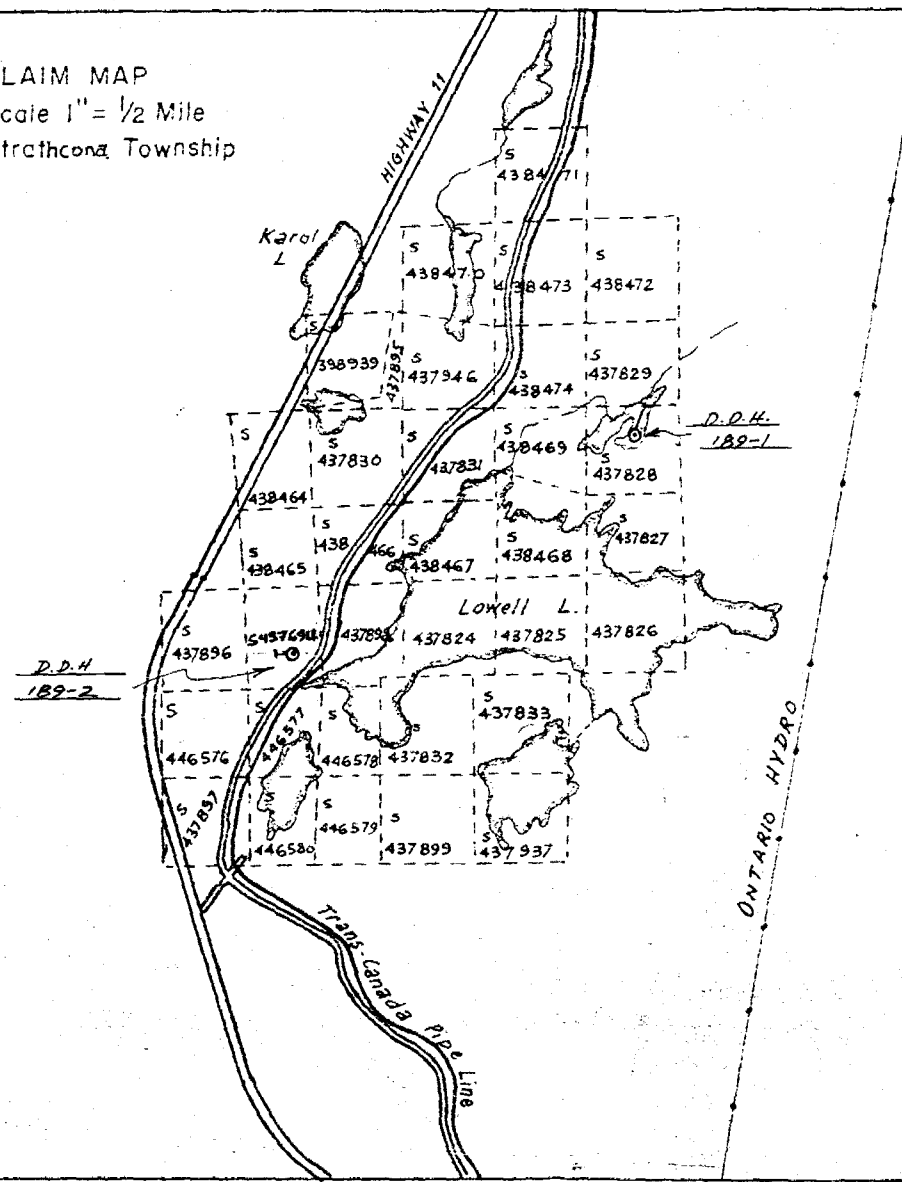 LAIM MAP
cale 1" = 1/2 Mile
trathcona Township
HIGHWAY 11
S
438471
Karol
L
S
438470
S
438473
S
438472
S
398939
437895
S
437946
S
438474
S
437829
D.D.H.
189-1
S
438464
S
437830
S
437831
S
438469
S
437828
S
438465
S
438 466
S
438467
S
438468
S
437827
Lowell L.
S
437896
437824
437825
437826
D.D.H
189-2
S
446576
S
446577
S
446578
S
437832
S
437833
S
437897
S
446580
S
446579
S
437899
S
437937
ONTARIO HYDRO
Trans-Canada Pipe Line